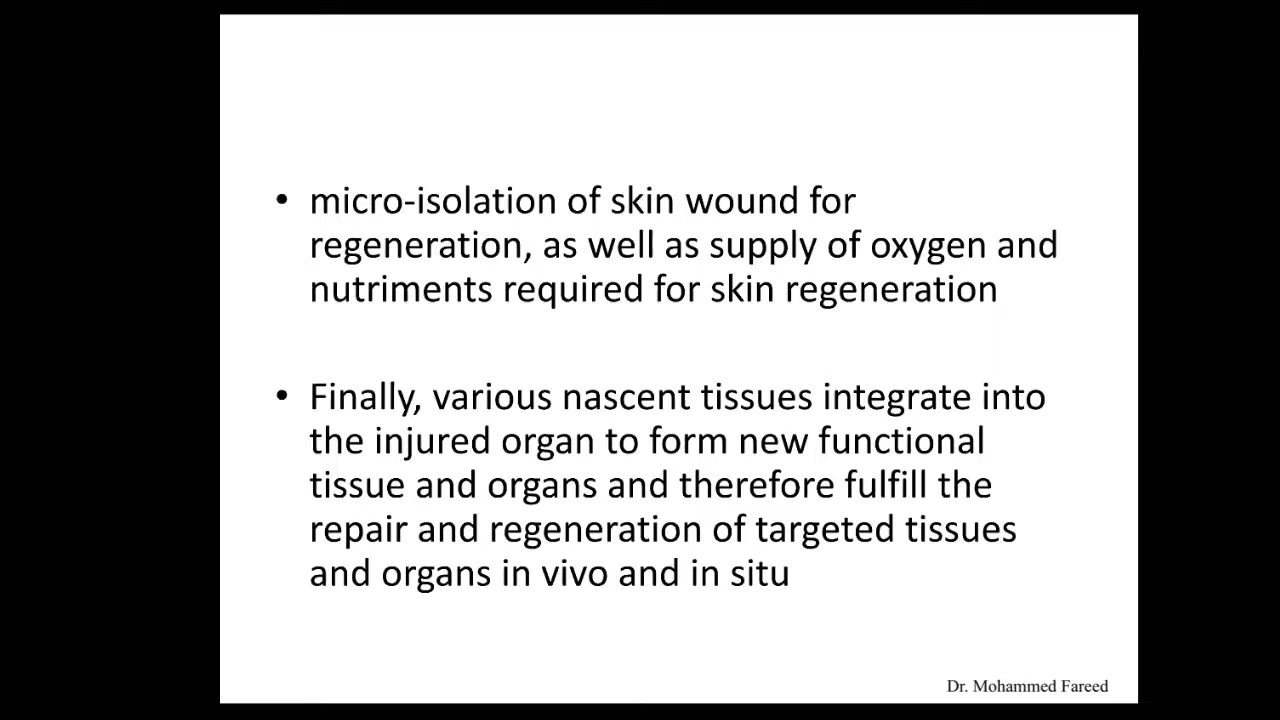 • micro-isolation of skin wound for
regeneration, as well as supply of oxygen and
nutriments required for skin regeneration
• Finally, various nascent tissues integrate into
the injured organ to form new functional
tissue and organs and therefore fulfill the
repair and regeneration of targeted tissues
and organs in vivo and in situ
Dr. Mohammed Fareed